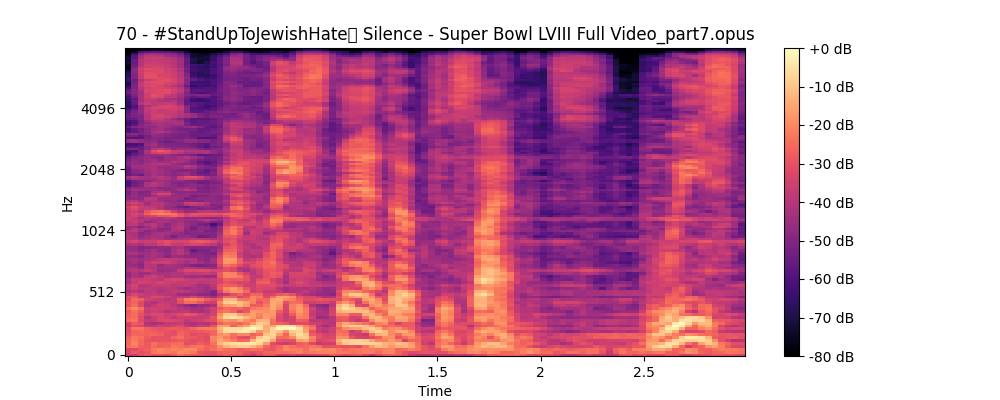 70 - #StandUpToJewishHate▯ Silence - Super Bowl LVIII Full Video_part7.opus
Hz
4096
2048
1024
512
0
0
0.5
1
1.5
2
2.5
Time
+0 dB
-10 dB
-20 dB
-30 dB
-40 dB
-50 dB
-60 dB
-70 dB
-80 dB